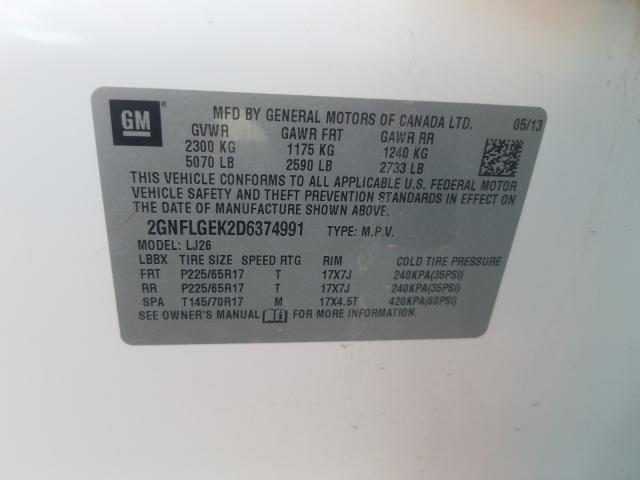 GM
MFD BY GENERAL MOTORS OF CANADA LTD. 05/13
GVWR GAWR FRT GAWR RR
2300 KG 1175 KG 1240 KG
5070 LB 2590 LB 2733 LB
THIS VEHICLE CONFORMS TO ALL APPLICABLE U.S. FEDERAL MOTOR
VEHICLE SAFETY AND THEFT PREVENTION STANDARDS IN EFFECT ON
THE DATE OF MANUFACTURE SHOWN ABOVE.
2GNFLGEK2D6374991 TYPE: M.P.V.
MODEL: LJ26
LBBX TIRE SIZE SPEED RTG RIM COLD TIRE PRESSURE
FRT P225/65R17 T 17X7J 240KPA(35PSI)
RR P225/65R17 T 17X7J 240KPA(35PSI)
SPA T145/70R17 M 17X4.5T 420KPA(60PSI)
SEE OWNER'S MANUAL FOR MORE INFORMATION.